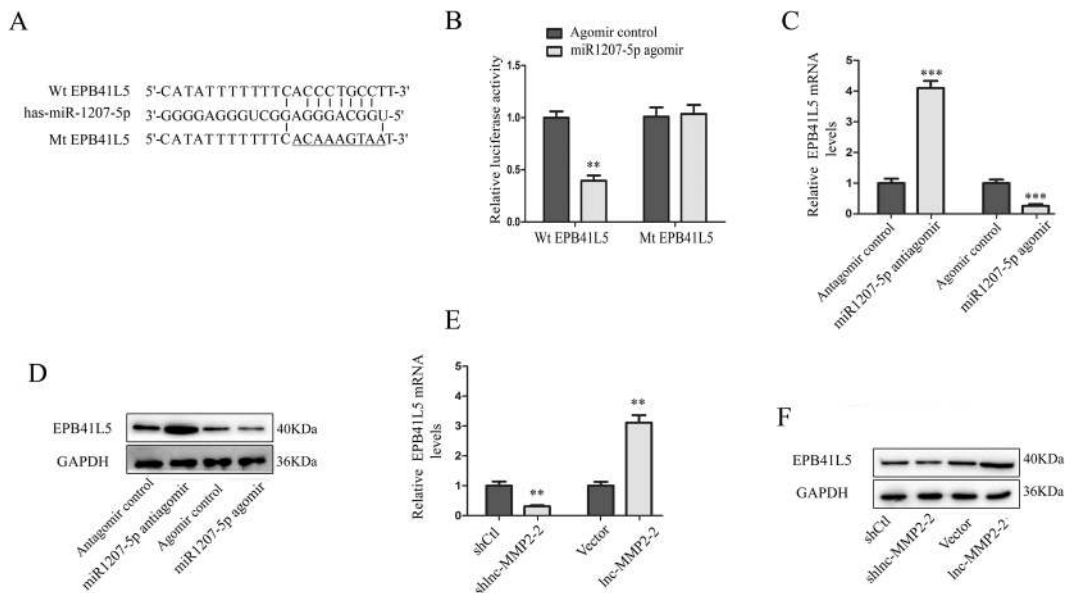 A
Wt EPB41L5 5'-CATATTTTTTTCACCCTGCCTT-3'
has-miR-1207-5p 3'-GGGGAGGGUCGGAGGGACGGU-5'
Mt EPB41L5 5'-CATATTTTTTTCACAAAGTAAT-3'
B
Agomir control
miR1207-5p agomir
Relative luciferase activity
1.5
1.0
0.5
0.0
**
Wt EPB41L5 Mt EPB41L5
C
Relative EPB41L5 mRNA
levels
5
4
3
2
1
0
***
***
Antagomir control
miR1207-5p antiagomir
Agomir control
miR1207-5p agomir
D
EPB41L5 40KDa
GAPDH 36KDa
Antagomir control
miR1207-5p antiagomir
Agomir control
miR1207-5p agomir
E
Relative EPB41L5 mRNA
levels
5
4
3
2
1
0
**
**
shCtl
shlnc-MMP2-2
Vector
lnc-MMP2-2
F
EPB41L5 40KDa
GAPDH 36KDa
shCtl
shlnc-MMP2-2
Vector
lnc-MMP2-2